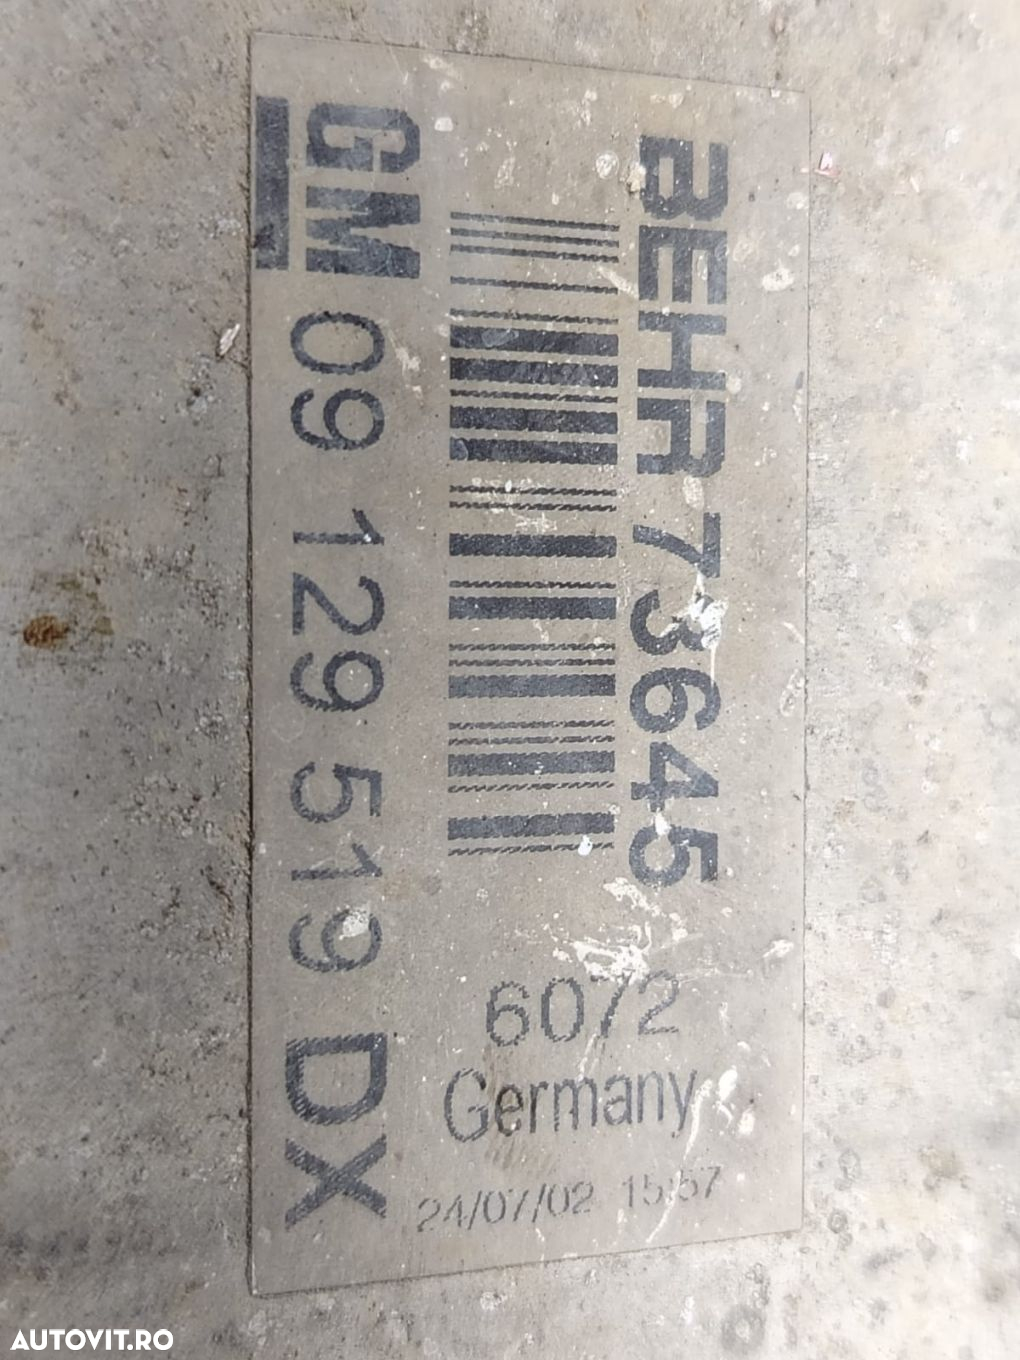 BEHR 73645
GM 09 129 519 DX
6072
Germany
24/07/02 15:57
AUTOVIT.RO